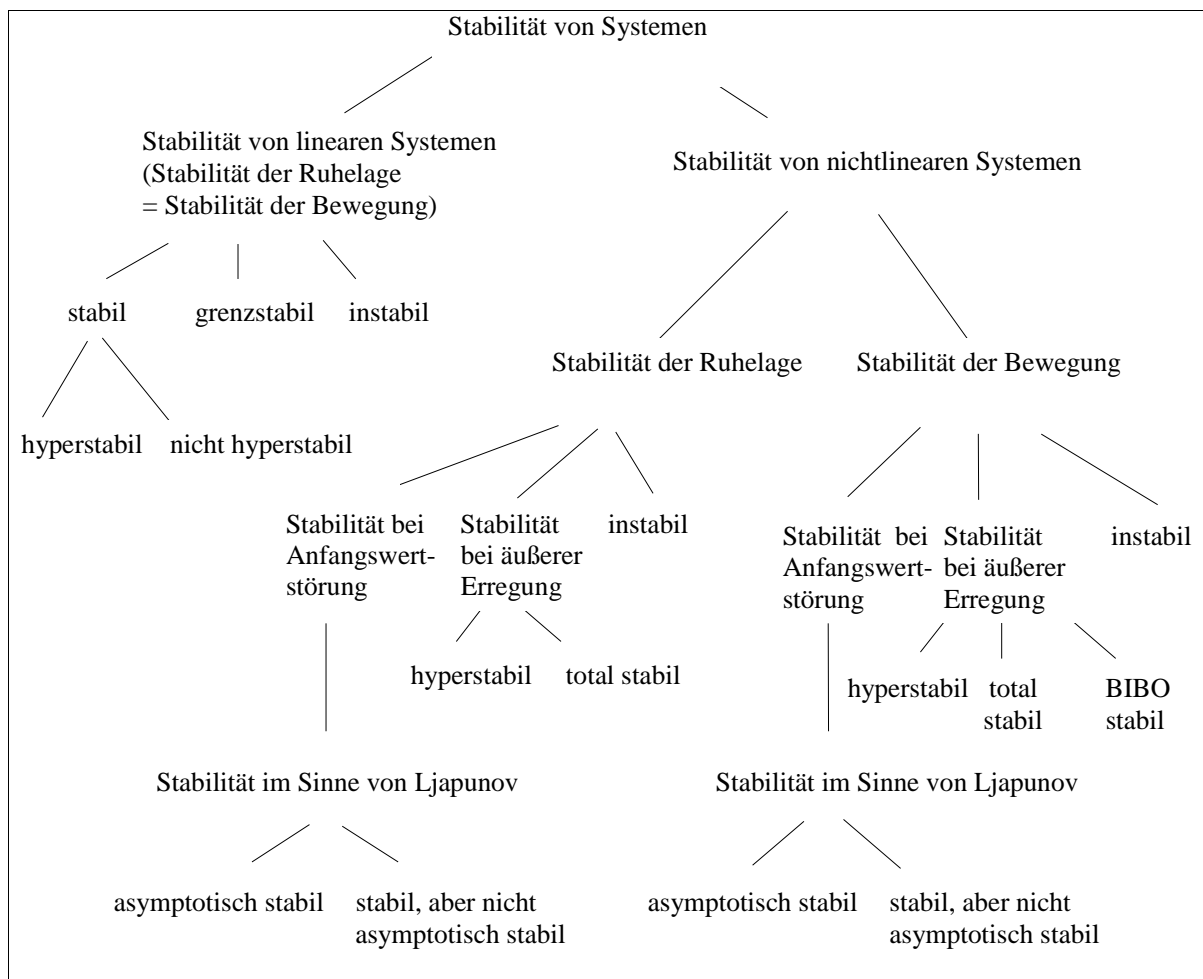 Stabilität von Systemen
Stabilität von linearen Systemen
(Stabilität der Ruhelage
= Stabilität der Bewegung)
Stabilität von nichtlinearen Systemen
stabil
grenzstabil
instabil
hyperstabil
nicht hyperstabil
Stabilität der Ruhelage
Stabilität der Bewegung
Stabilität bei
Anfangswert-
störung
Stabilität
bei äußerer
Erregung
instabil
Stabilität bei
Anfangswert-
störung
Stabilität
bei äußerer
Erregung
instabil
hyperstabil
total stabil
hyperstabil
total
stabil
BIBO
stabil
Stabilität im Sinne von Ljapunov
Stabilität im Sinne von Ljapunov
asymptotisch stabil
stabil, aber nicht
asymptotisch stabil
asymptotisch stabil
stabil, aber nicht
asymptotisch stabil